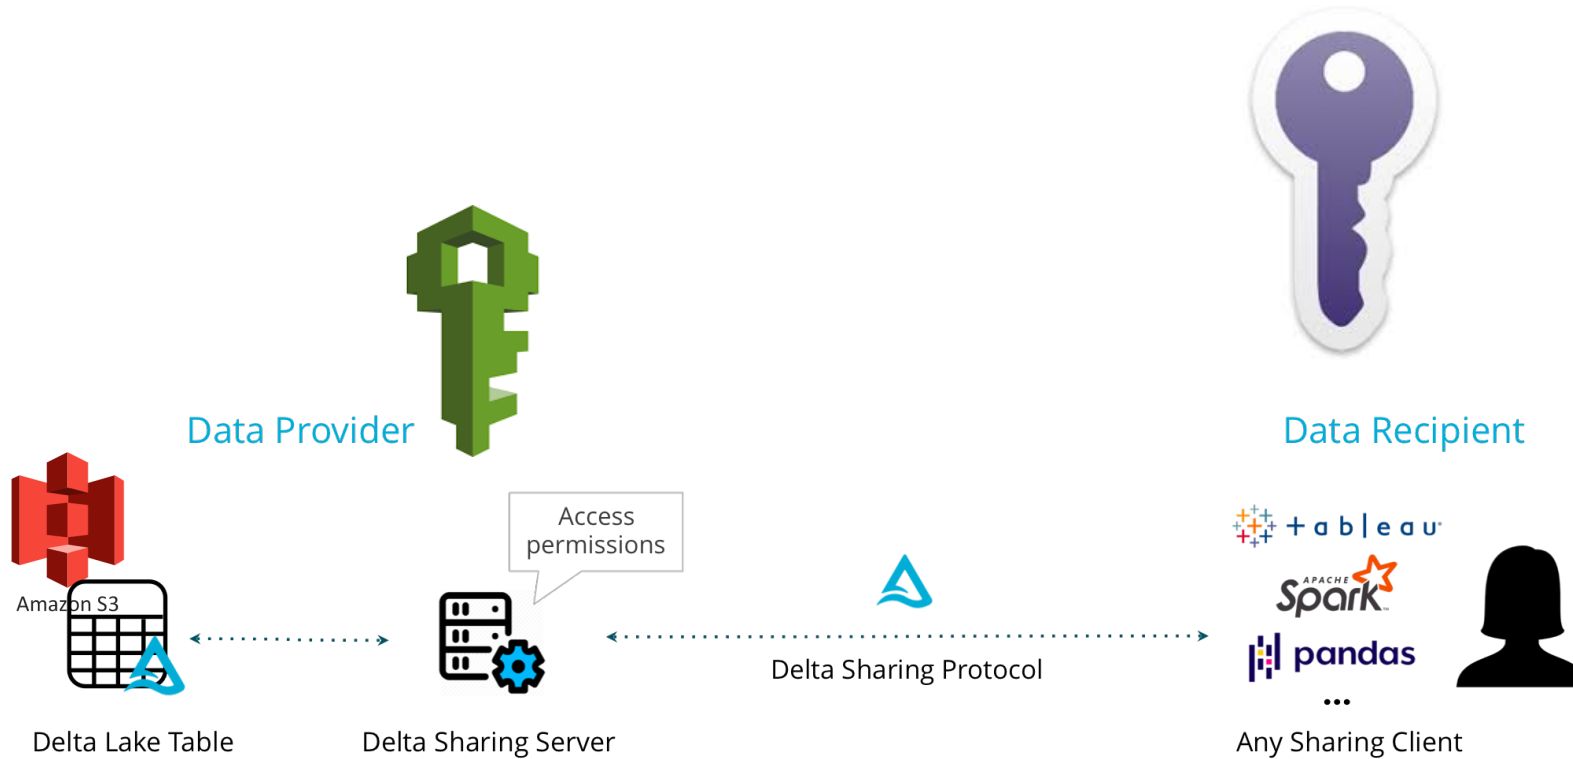 Data Provider
Data Recipient
Access
permissions
+ableau
Amazon S3
APACHE
Spark
pandas
Delta Sharing Protocol
...
Delta Lake Table
Delta Sharing Server
Any Sharing Client